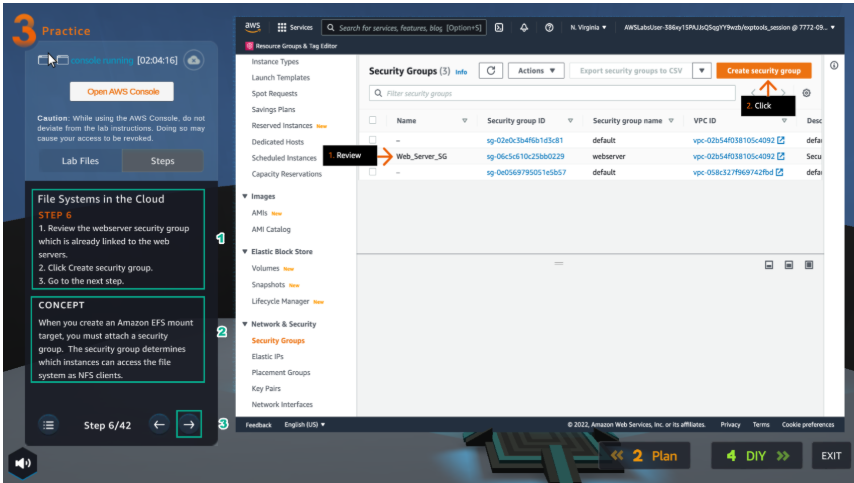 3 Practice
console running [02:04:16]
Open AWS Console
Caution: While using the AWS Console, do not
deviate from the lab instructions. Doing so may
cause your access to be revoked.
Lab Files Steps
File Systems in the Cloud
STEP 6
1. Review the webserver security group
which is already linked to the web
servers.
2. Click Create security group.
3. Go to the next step.
1
CONCEPT
When you create an Amazon EFS mount
target, you must attach a security
group. The security group determines
which instances can access the file
system as NFS clients.
2
Step 6/42
3
aws Services Search for services, features, blog [Option+S] N. Virginia ▼ AWSLabsUser-386xy15PAJJsQSqgYY9wzb/exptools_session @ 7772-09... ▼
Resource Groups & Tag Editor
Instance Types
Launch Templates
Spot Requests
Savings Plans
Reserved Instances New
Dedicated Hosts
Scheduled Instances
Capacity Reservations
Images
AMIs New
AMI Catalog
Elastic Block Store
Volumes New
Snapshots New
Lifecycle Manager New
Network & Security
Security Groups
Elastic IPs
Placement Groups
Key Pairs
Network Interfaces
Security Groups (3) Info Actions ▼ Export security groups to CSV ▼ Create security group
Filter security groups
2. Click
Name Security group ID Security group name VPC ID Desc
– sg-02e0c3b4f6b1d3c81 default vpc-02b54f038105c4092 defau
1. Review
Web_Server_SG sg-06c5c610c25bb0229 webserver vpc-02b54f038105c4092 Secu
– sg-0e0569795051e5b57 default vpc-058c327f969742fbd defau
Feedback English (US) ▼ © 2022, Amazon Web Services, Inc. or its affiliates. Privacy Terms Cookie preferences
2 Plan 4 DIY EXIT